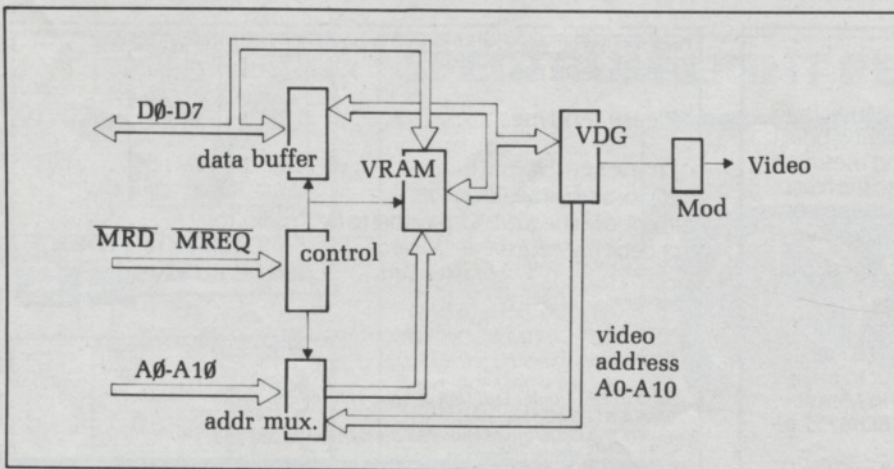 DØ-D7
data buffer
VRAM
VDG
Video
Mod
MRD MREQ
control
video
address
A0-A10
AØ-A1Ø
addr mux.